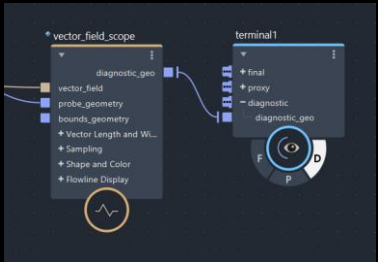 vector_field_scope
diagnostic_geo
vector_field
probe_geometry
bounds_geometry
+ Vector Length and Wi...
+ Sampling
+ Shape and Color
+ Flowline Display
terminal1
+ final
+ proxy
− diagnostic
diagnostic_geo
F
D
P